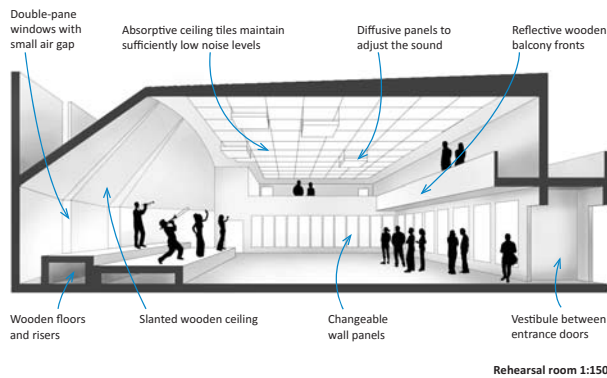 Double-pane
windows with
small air gap
Absorptive ceiling tiles maintain
sufficiently low noise levels
Diffusive panels to
adjust the sound
Reflective wooden
balcony fronts
Wooden floors
and risers
Slanted wooden ceiling
Changeable
wall panels
Vestibule between
entrance doors
Rehearsal room 1:150